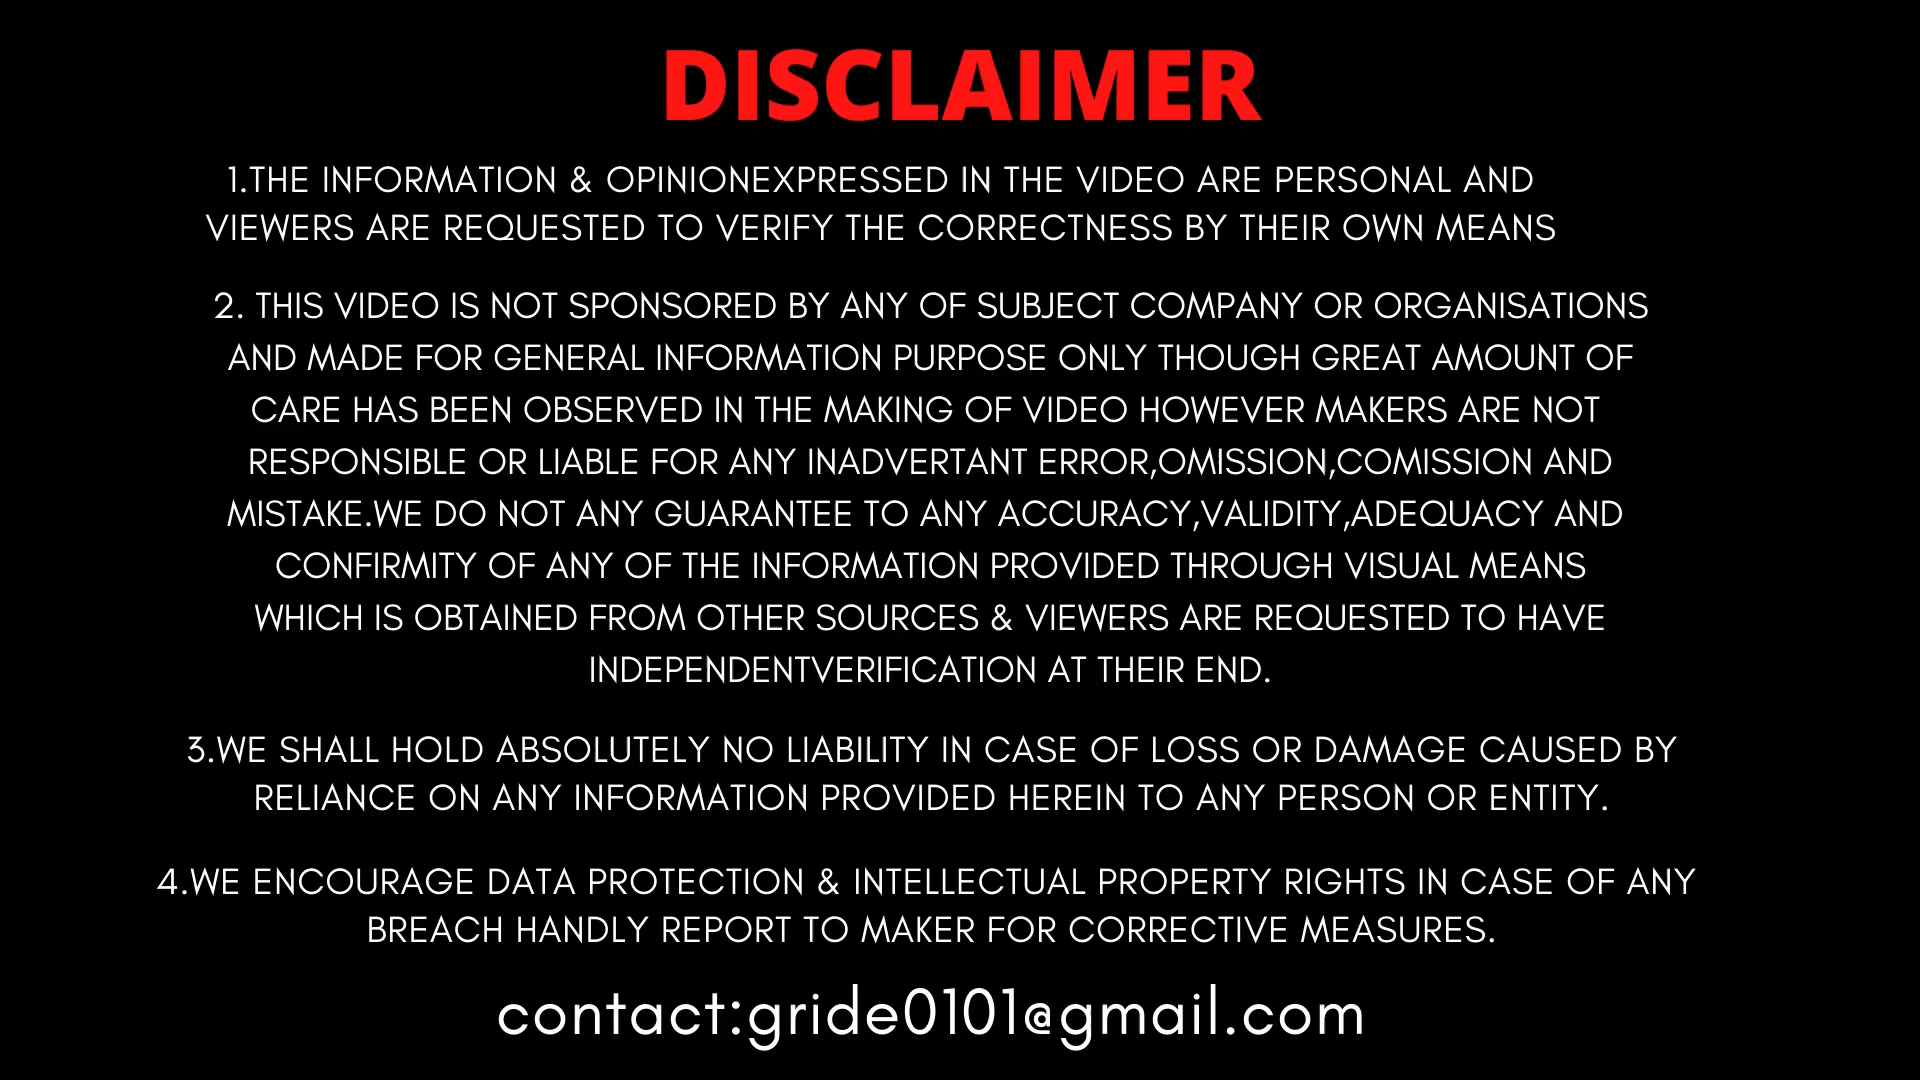 DISCLAIMER
1.THE INFORMATION & OPINIONEXPRESSED IN THE VIDEO ARE PERSONAL AND
VIEWERS ARE REQUESTED TO VERIFY THE CORRECTNESS BY THEIR OWN MEANS
2. THIS VIDEO IS NOT SPONSORED BY ANY OF SUBJECT COMPANY OR ORGANISATIONS
AND MADE FOR GENERAL INFORMATION PURPOSE ONLY THOUGH GREAT AMOUNT OF
CARE HAS BEEN OBSERVED IN THE MAKING OF VIDEO HOWEVER MAKERS ARE NOT
RESPONSIBLE OR LIABLE FOR ANY INADVERTANT ERROR,OMISSION,COMISSION AND
MISTAKE.WE DO NOT ANY GUARANTEE TO ANY ACCURACY,VALIDITY,ADEQUACY AND
CONFIRMITY OF ANY OF THE INFORMATION PROVIDED THROUGH VISUAL MEANS
WHICH IS OBTAINED FROM OTHER SOURCES & VIEWERS ARE REQUESTED TO HAVE
INDEPENDENTVERIFICATION AT THEIR END.
3.WE SHALL HOLD ABSOLUTELY NO LIABILITY IN CASE OF LOSS OR DAMAGE CAUSED BY
RELIANCE ON ANY INFORMATION PROVIDED HEREIN TO ANY PERSON OR ENTITY.
4.WE ENCOURAGE DATA PROTECTION & INTELLECTUAL PROPERTY RIGHTS IN CASE OF ANY
BREACH HANDLY REPORT TO MAKER FOR CORRECTIVE MEASURES.
contact:gride0101@gmail.com